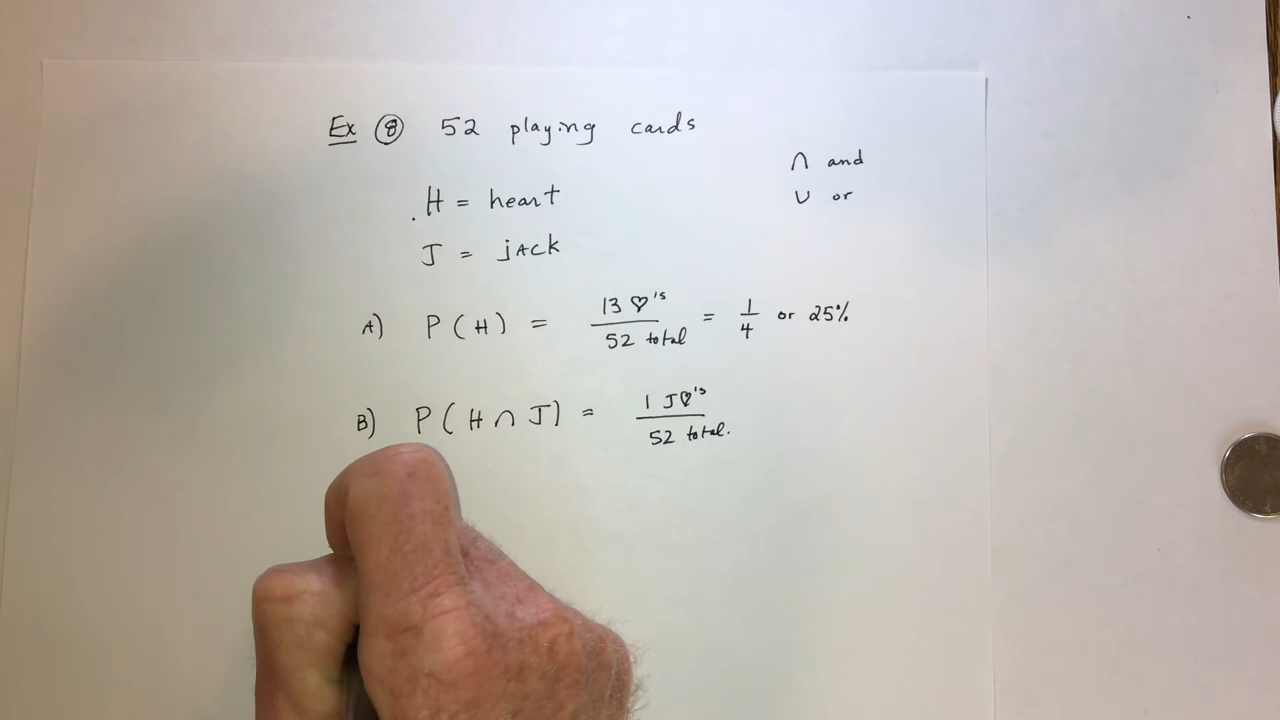 Ex ⑧ 52 playing cards
∩ and
∪ or
H = heart
J = jACK
A) P(H) = 13 ♡'s / 52 total = 1/4 or 25%
B) P(H ∩ J) = 1 J♡'s / 52 total.